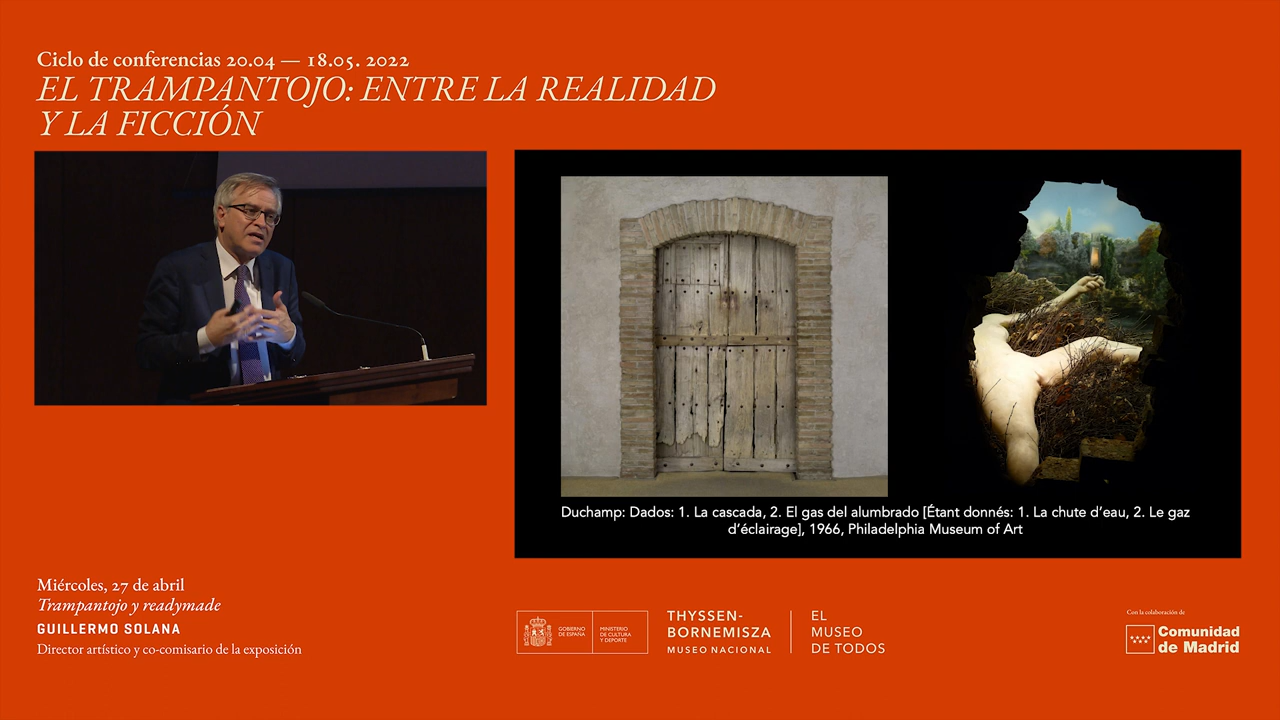 Ciclo de conferencias 20.04 — 18.05. 2022
EL TRAMPANTOJO: ENTRE LA REALIDAD
Y LA FICCIÓN
Duchamp: Dados: 1. La cascada, 2. El gas del alumbrado [Étant donnés: 1. La chute d'eau, 2. Le gaz
d'éclairage], 1966, Philadelphia Museum of Art
Miércoles, 27 de abril
Trampantojo y readymade
GUILLERMO SOLANA
Director artístico y co-comisario de la exposición
GOBIERNO
DE ESPAÑA
MINISTERIO
DE CULTURA
Y DEPORTE
THYSSEN-
BORNEMISZA
MUSEO NACIONAL
EL
MUSEO
DE TODOS
Con la colaboración de
Comunidad
de Madrid